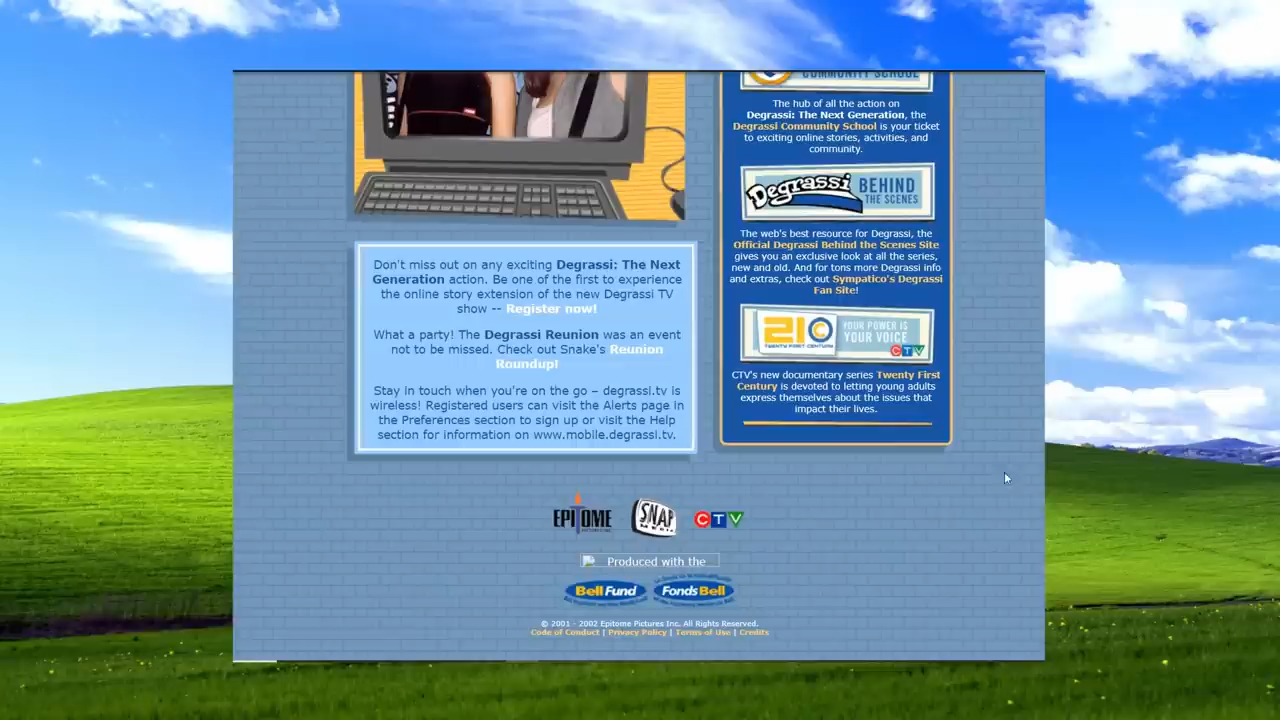 Don't miss out on any exciting Degrassi: The Next
Generation action. Be one of the first to experience
the online story extension of the new Degrassi TV
show -- Register now!
What a party! The Degrassi Reunion was an event
not to be missed. Check out Snake's Reunion
Roundup!
Stay in touch when you're on the go – degrassi.tv is
wireless! Registered users can visit the Alerts page in
the Preferences section to sign up or visit the Help
section for information on www.mobile.degrassi.tv.
COMMUNITY SCHOOL
The hub of all the action on
Degrassi: The Next Generation, the
Degrassi Community School is your ticket
to exciting online stories, activities, and
community.
Degrassi BEHIND
THE SCENES
The web's best resource for Degrassi, the
Official Degrassi Behind the Scenes Site
gives you an exclusive look at all the series,
new and old. And for tons more Degrassi info
and extras, check out Sympatico's Degrassi
Fan Site!
21C
TWENTY FIRST CENTURY
YOUR POWER IS
YOUR VOICE
CTV
CTV's new documentary series Twenty First
Century is devoted to letting young adults
express themselves about the issues that
impact their lives.
EPITOME
SNAP
MEDIA
CTV
Produced with the
Bell Fund
Fonds Bell
© 2001 - 2002 Epitome Pictures Inc. All Rights Reserved.
Code of Conduct | Privacy Policy | Terms of Use | Credits